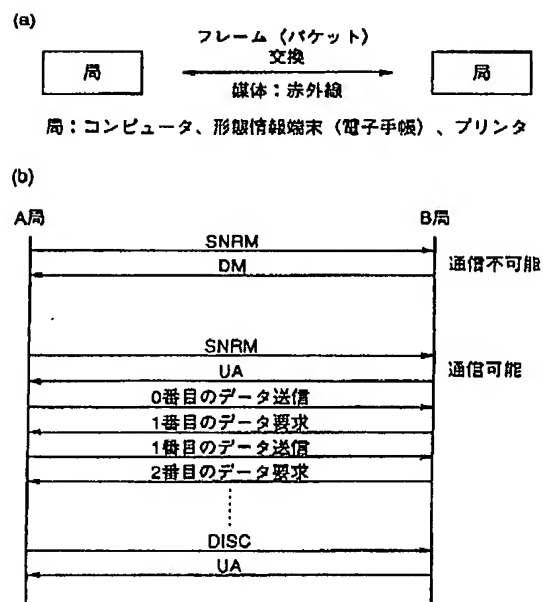 (a)
フレーム (パケット)
交換
局
局
媒体：赤外線
局：コンピュータ、形態情報端末（電子手帳）、プリンタ
(b)
A局
B局
SNRM
DM
通信不可能
SNRM
UA
通信可能
0番目のデータ送信
1番目のデータ要求
1番目のデータ送信
2番目のデータ要求
DISC
UA